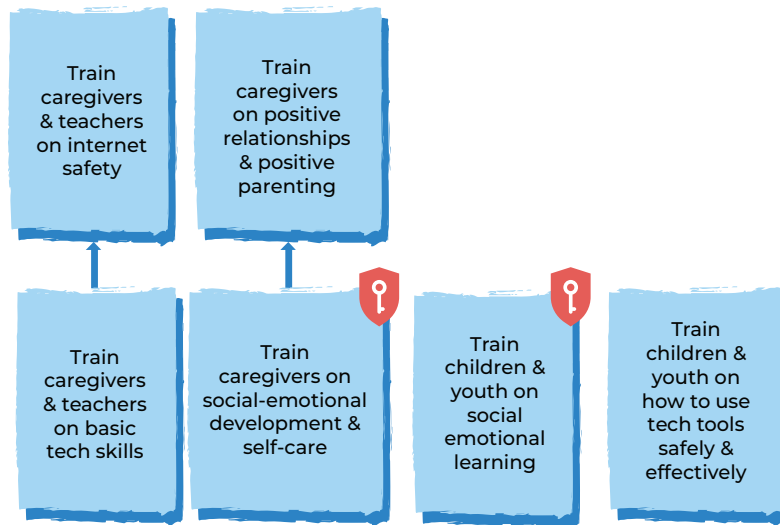 Train
caregivers
& teachers
on internet
safety
Train
caregivers
on positive
relationships
& positive
parenting
Train
caregivers
& teachers
on basic
tech skills
Train
caregivers on
social-emotional
development &
self-care
Train
children &
youth on
social
emotional
learning
Train
children &
youth on
how to use
tech tools
safely &
effectively